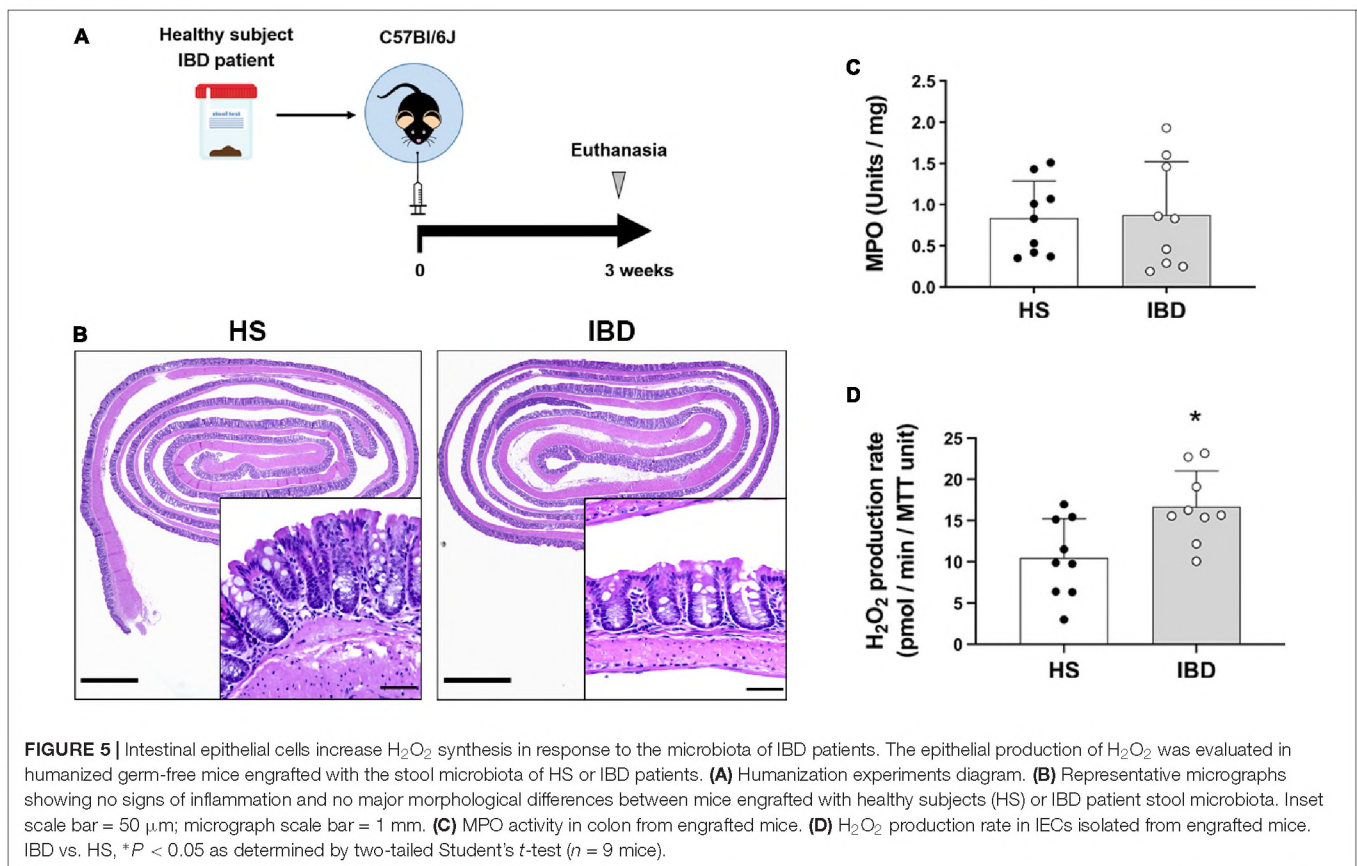 A
Healthy subject
IBD patient
stool test
C57Bl/6J
Euthanasia
0
3 weeks
B
HS
IBD
C
MPO (Units / mg)
2.5
2.0
1.5
1.0
0.5
0.0
HS
IBD
D
H₂O₂ production rate
(pmol / min / MTT unit)
25
20
15
10
5
0
*
HS
IBD
FIGURE 5 | Intestinal epithelial cells increase H₂O₂ synthesis in response to the microbiota of IBD patients. The epithelial production of H₂O₂ was evaluated in
humanized germ-free mice engrafted with the stool microbiota of HS or IBD patients. (A) Humanization experiments diagram. (B) Representative micrographs
showing no signs of inflammation and no major morphological differences between mice engrafted with healthy subjects (HS) or IBD patient stool microbiota. Inset
scale bar = 50 μm; micrograph scale bar = 1 mm. (C) MPO activity in colon from engrafted mice. (D) H₂O₂ production rate in IECs isolated from engrafted mice.
IBD vs. HS, *P < 0.05 as determined by two-tailed Student's t-test (n = 9 mice).